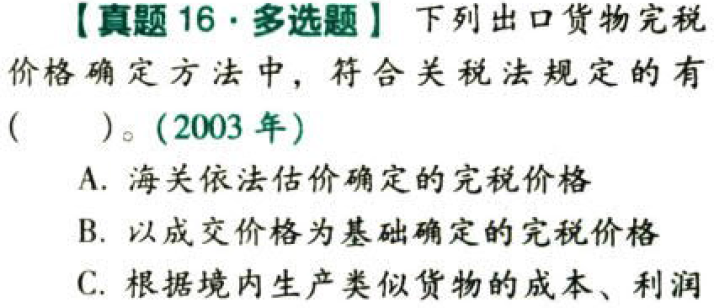 【真题 16·多选题】 下列出口货物完税
价格确定方法中，符合关税法规定的有
(　　)。(2003 年)
A. 海关依法估价确定的完税价格
B. 以成交价格为基础确定的完税价格
C. 根据境内生产类似货物的成本、利润